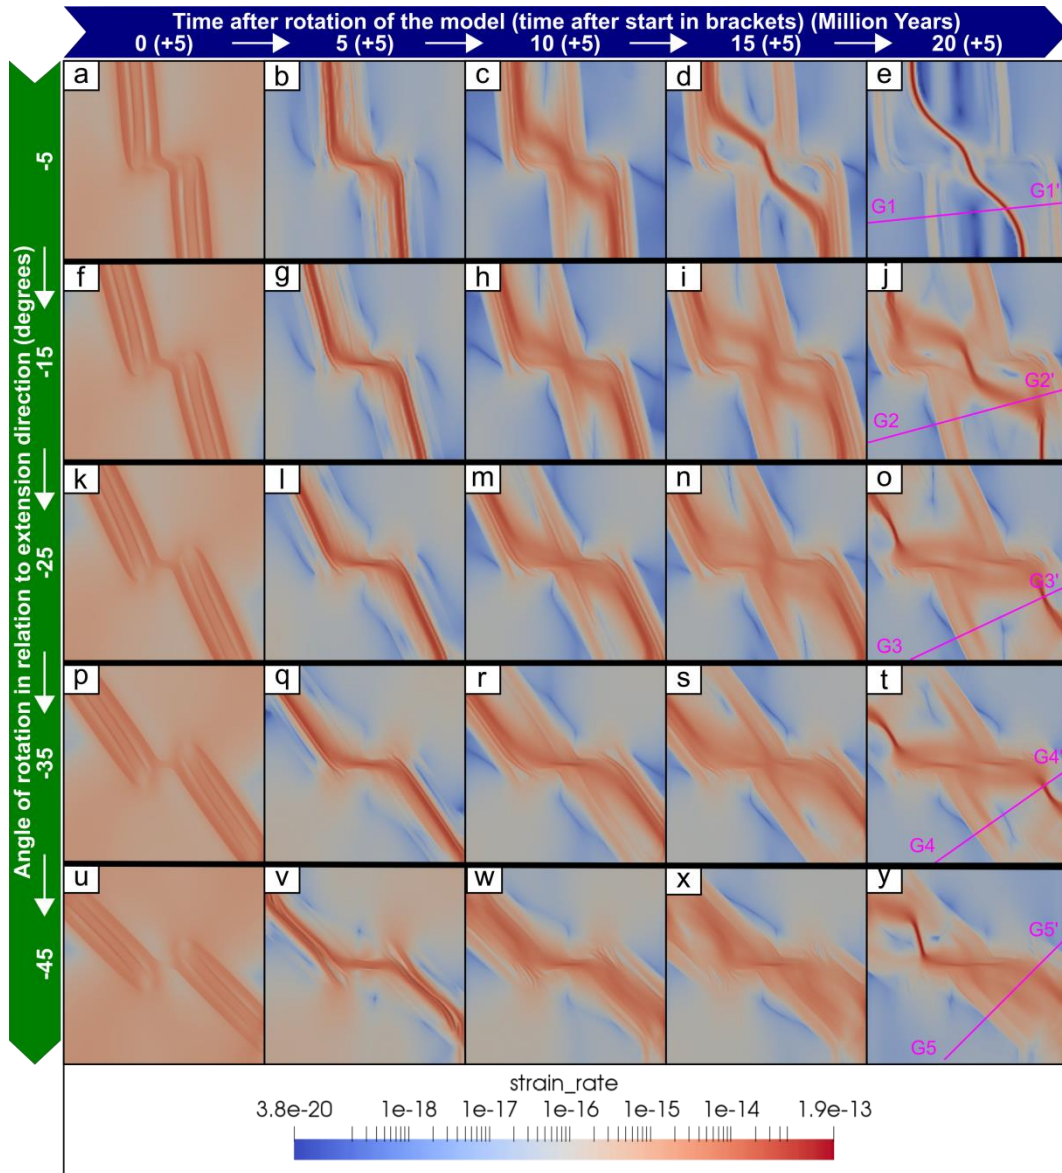 Time after rotation of the model (time after start in brackets) (Million Years)
0 (+5) 5 (+5) 10 (+5) 15 (+5) 20 (+5)
Angle of rotation in relation to extension direction (degrees)
-5
a b c d e
G1 G1'
-15
f g h i j
G2 G2'
-25
k l m n o
G3 G3'
-35
p q r s t
G4 G4'
-45
u v w x y
G5 G5'
strain_rate
3.8e-20 1e-18 1e-17 1e-16 1e-15 1e-14 1.9e-13